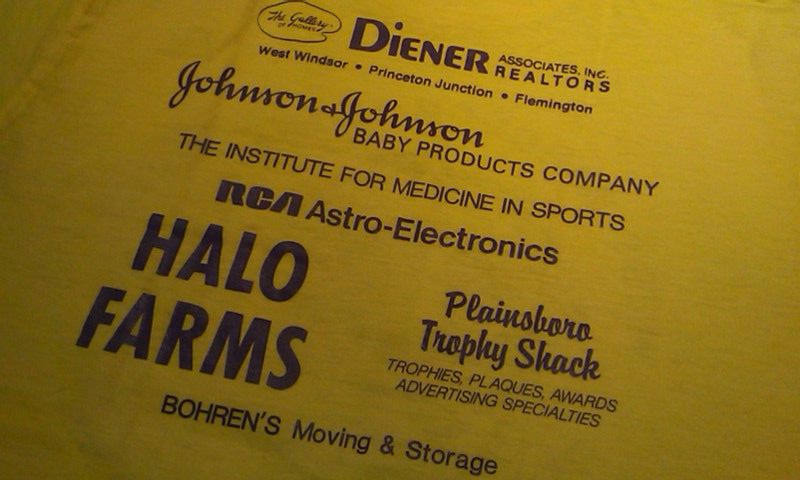 The Gallery
OF HOMES
DIENER ASSOCIATES, INC.
REALTORS
West Windsor • Princeton Junction • Flemington
Johnson & Johnson
BABY PRODUCTS COMPANY
THE INSTITUTE FOR MEDICINE IN SPORTS
RCA Astro-Electronics
HALO
FARMS
Plainsboro
Trophy Shack
TROPHIES, PLAQUES, AWARDS
ADVERTISING SPECIALTIES
BOHREN'S Moving & Storage